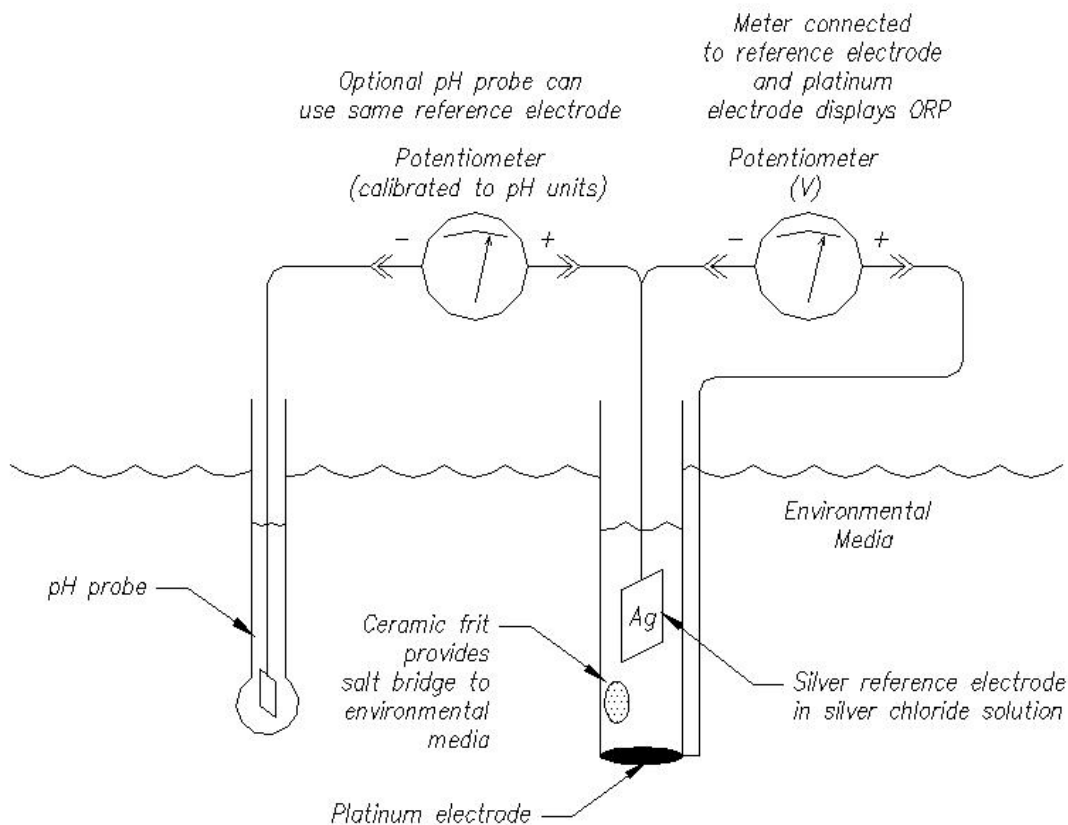 Meter connected
to reference electrode
and platinum
electrode displays ORP
Optional pH probe can
use same reference electrode
Potentiometer
(calibrated to pH units)
Potentiometer
(V)
-
+
-
+
Environmental
Media
pH probe
Ag
Ceramic frit
provides
salt bridge to
environmental
media
Silver reference electrode
in silver chloride solution
Platinum electrode